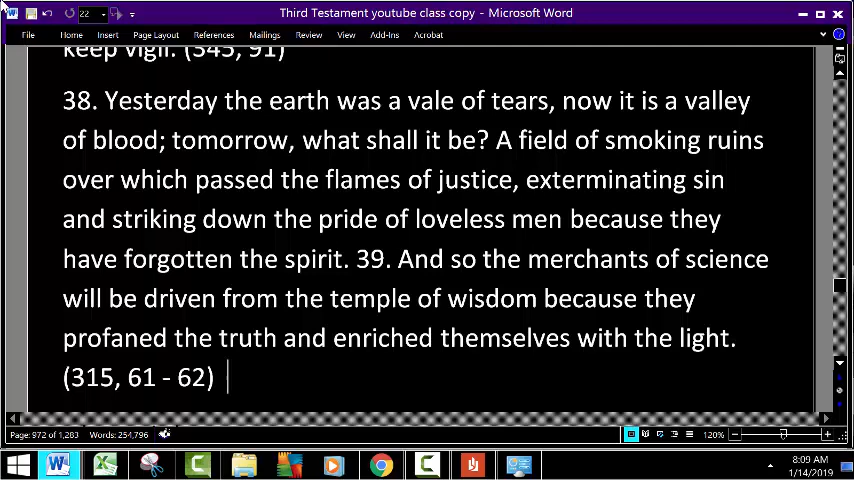 22
Third Testament youtube class copy - Microsoft Word
File Home Insert Page Layout References Mailings Review View Add-Ins Acrobat
keep vigil. (345, 91)
38. Yesterday the earth was a vale of tears, now it is a valley
of blood; tomorrow, what shall it be? A field of smoking ruins
over which passed the flames of justice, exterminating sin
and striking down the pride of loveless men because they
have forgotten the spirit. 39. And so the merchants of science
will be driven from the temple of wisdom because they
profaned the truth and enriched themselves with the light.
(315, 61 - 62)
Page: 972 of 1,283 Words: 254,796 120%
8:09 AM
1/14/2019